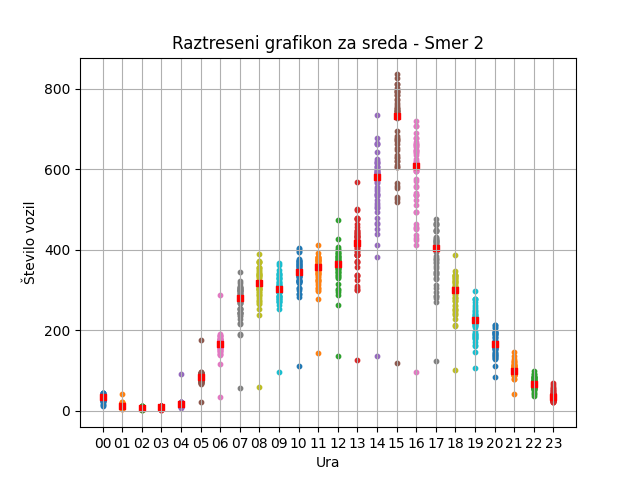 Raztreseni grafikon za sreda - Smer 2
Število vozil
800
600
400
200
0
00 01 02 03 04 05 06 07 08 09 10 11 12 13 14 15 16 17 18 19 20 21 22 23
Ura